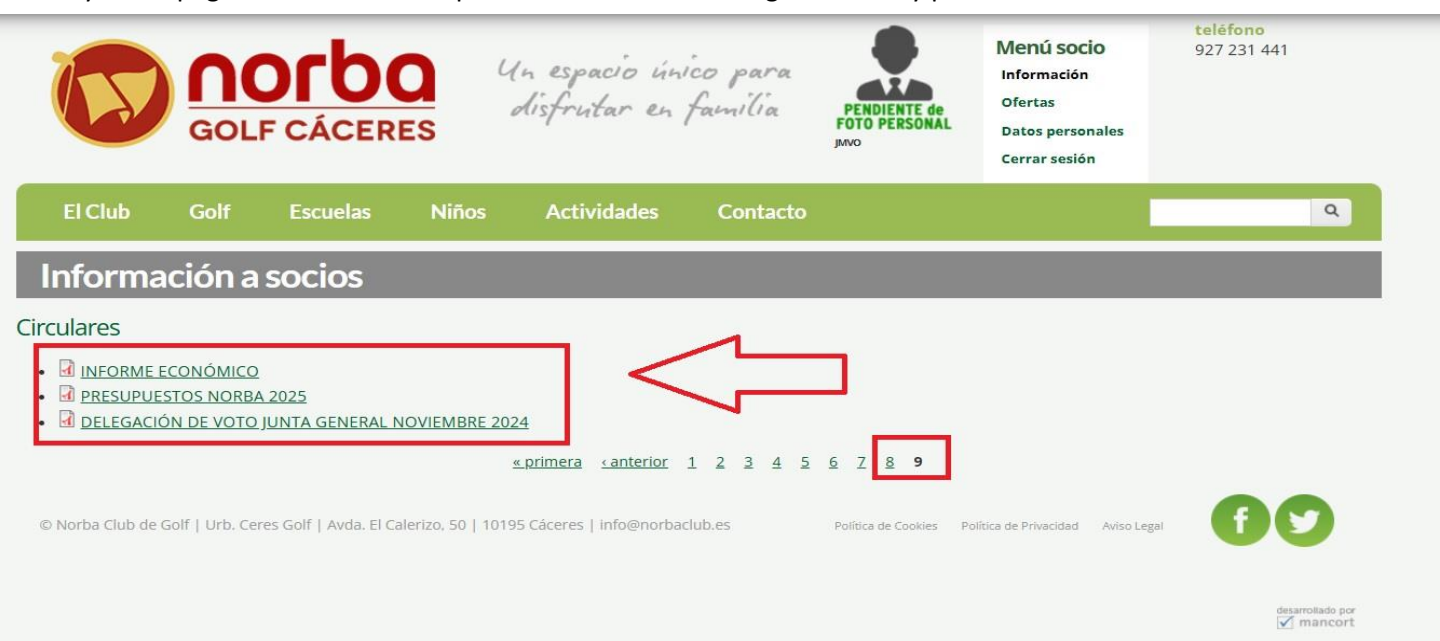 norba
GOLF CÁCERES
Un espacio único para
disfrutar en familia
PENDIENTE de
FOTO PERSONAL
JMVO
Menú socio
Información
Ofertas
Datos personales
Cerrar sesión
teléfono
927 231 441
El Club Golf Escuelas Niños Actividades Contacto
Información a socios
Circulares
INFORME ECONÓMICO
PRESUPUESTOS NORBA 2025
DELEGACIÓN DE VOTO JUNTA GENERAL NOVIEMBRE 2024
« primera ‹ anterior 1 2 3 4 5 6 7 8 9
© Norba Club de Golf | Urb. Ceres Golf | Avda. El Calerizo, 50 | 10195 Cáceres | info@norbaclub.es
Política de Cookies Política de Privacidad Aviso Legal
desarrollado por
mancort